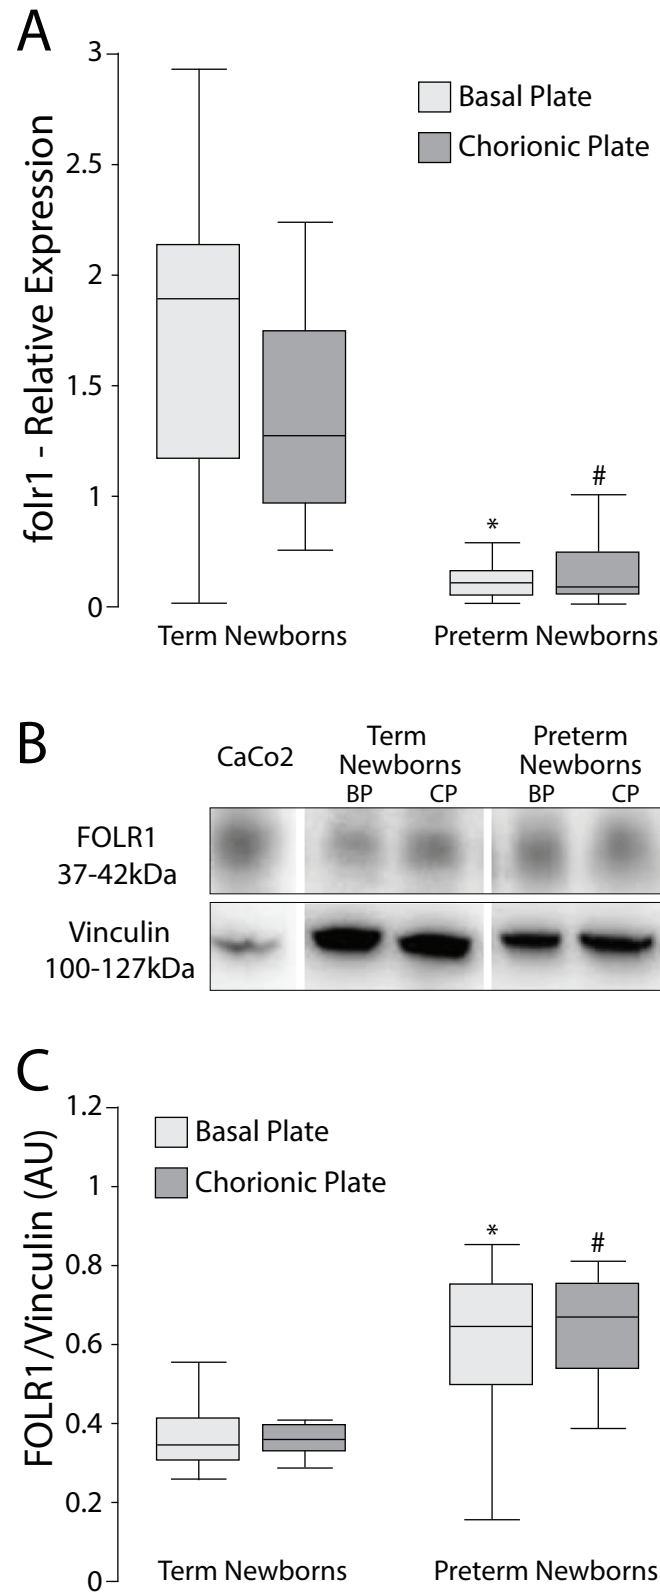 A
3
2.5
2
1.5
1
0
folr1 - Relative Expression
Basal Plate
Chorionic Plate
*
#
Term Newborns
Preterm Newborns
B
CaCo2
Term
Newborns
BP
CP
Preterm
Newborns
BP
CP
FOLR1
37-42kDa
Vinculin
100-127kDa
C
1.2
1
0.8
0.6
0.4
0.2
0
FOLR1/Vinculin (AU)
Basal Plate
Chorionic Plate
*
#
Term Newborns
Preterm Newborns